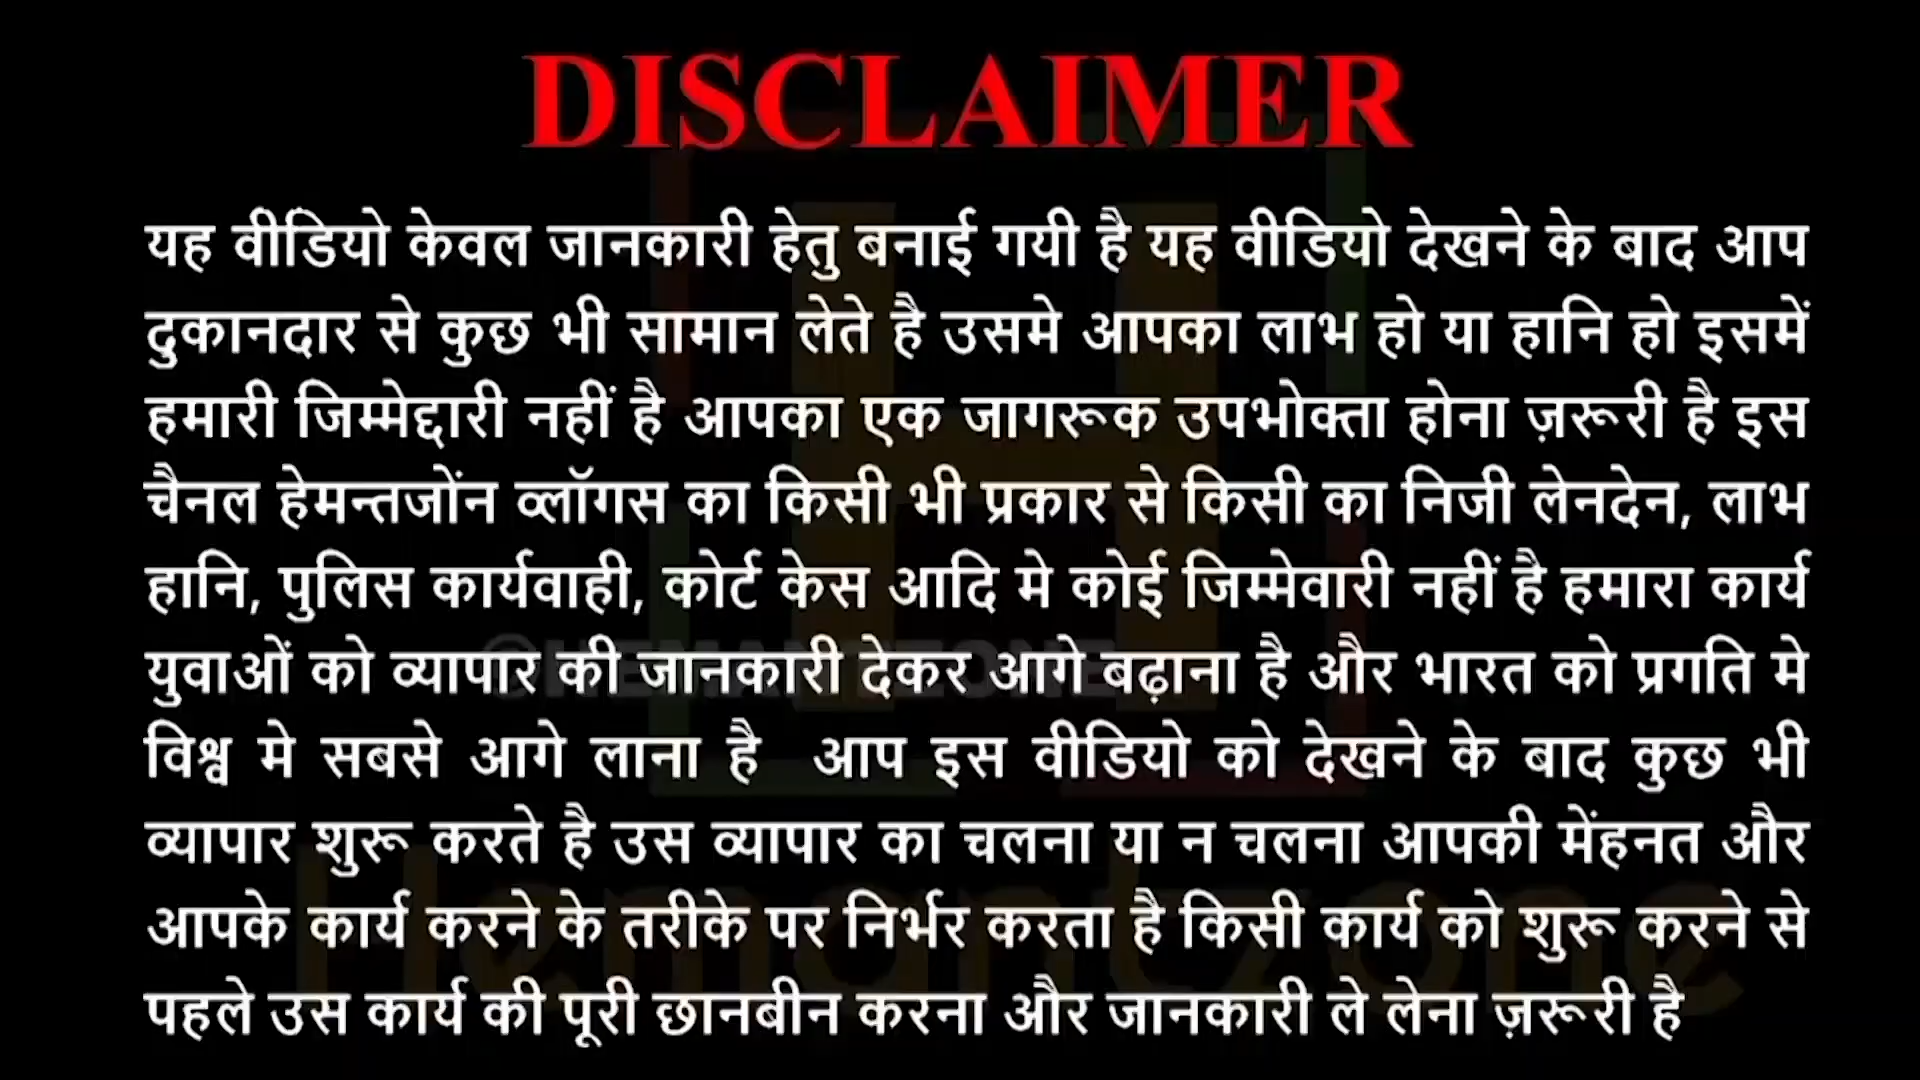 DISCLAIMER
यह वीडियो केवल जानकारी हेतु बनाई गयी है यह वीडियो देखने के बाद आप
दुकानदार से कुछ भी सामान लेते है उसमे आपका लाभ हो या हानि हो इसमें
हमारी जिम्मेद्दारी नहीं है आपका एक जागरूक उपभोक्ता होना ज़रूरी है इस
चैनल हेमन्तजोंन व्लॉगस का किसी भी प्रकार से किसी का निजी लेनदेन, लाभ
हानि, पुलिस कार्यवाही, कोर्ट केस आदि मे कोई जिम्मेवारी नहीं है हमारा कार्य
युवाओं को व्यापार की जानकारी देकर आगे बढ़ाना है और भारत को प्रगति मे
विश्व मे सबसे आगे लाना है आप इस वीडियो को देखने के बाद कुछ भी
व्यापार शुरू करते है उस व्यापार का चलना या न चलना आपकी मेंहनत और
आपके कार्य करने के तरीके पर निर्भर करता है किसी कार्य को शुरू करने से
पहले उस कार्य की पूरी छानबीन करना और जानकारी ले लेना ज़रूरी है
@HEMANTZONE
Hemantzone